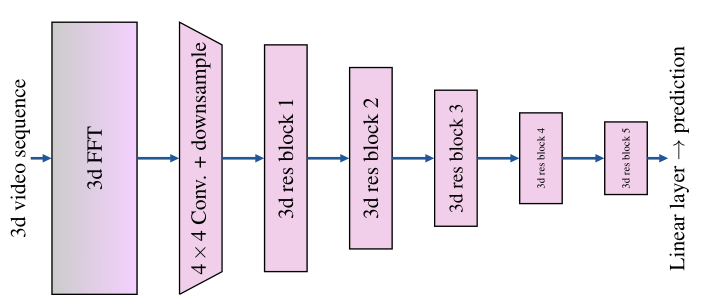 3d video sequence
3d FFT
4 × 4 Conv. + downsample
3d res block 1
3d res block 2
3d res block 3
3d res block 4
3d res block 5
Linear layer → prediction